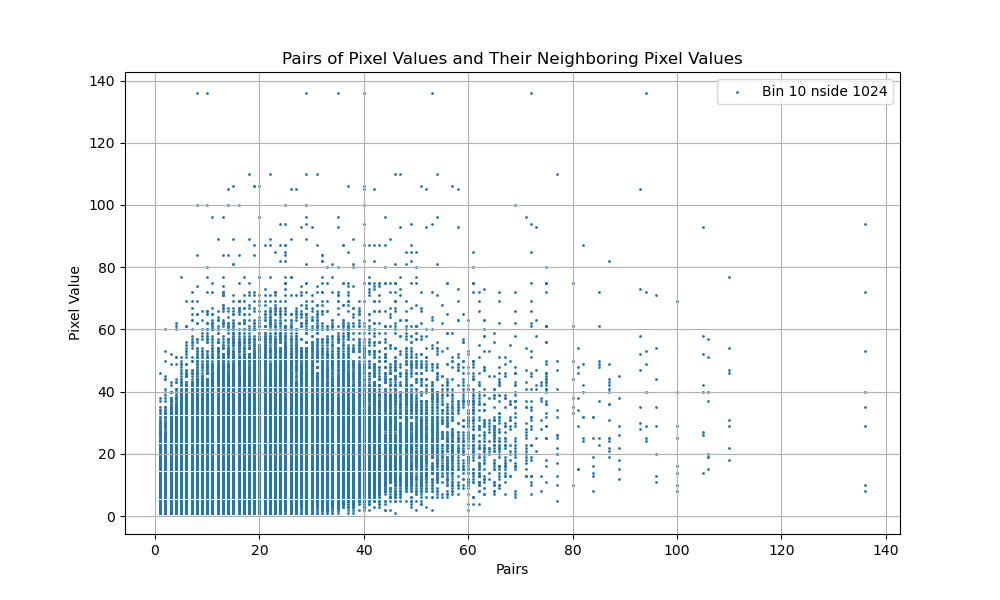 Pairs of Pixel Values and Their Neighboring Pixel Values
Bin 10 nside 1024
140
120
100
80
60
40
20
0
Pixel Value
0 20 40 60 80 100 120 140
Pairs